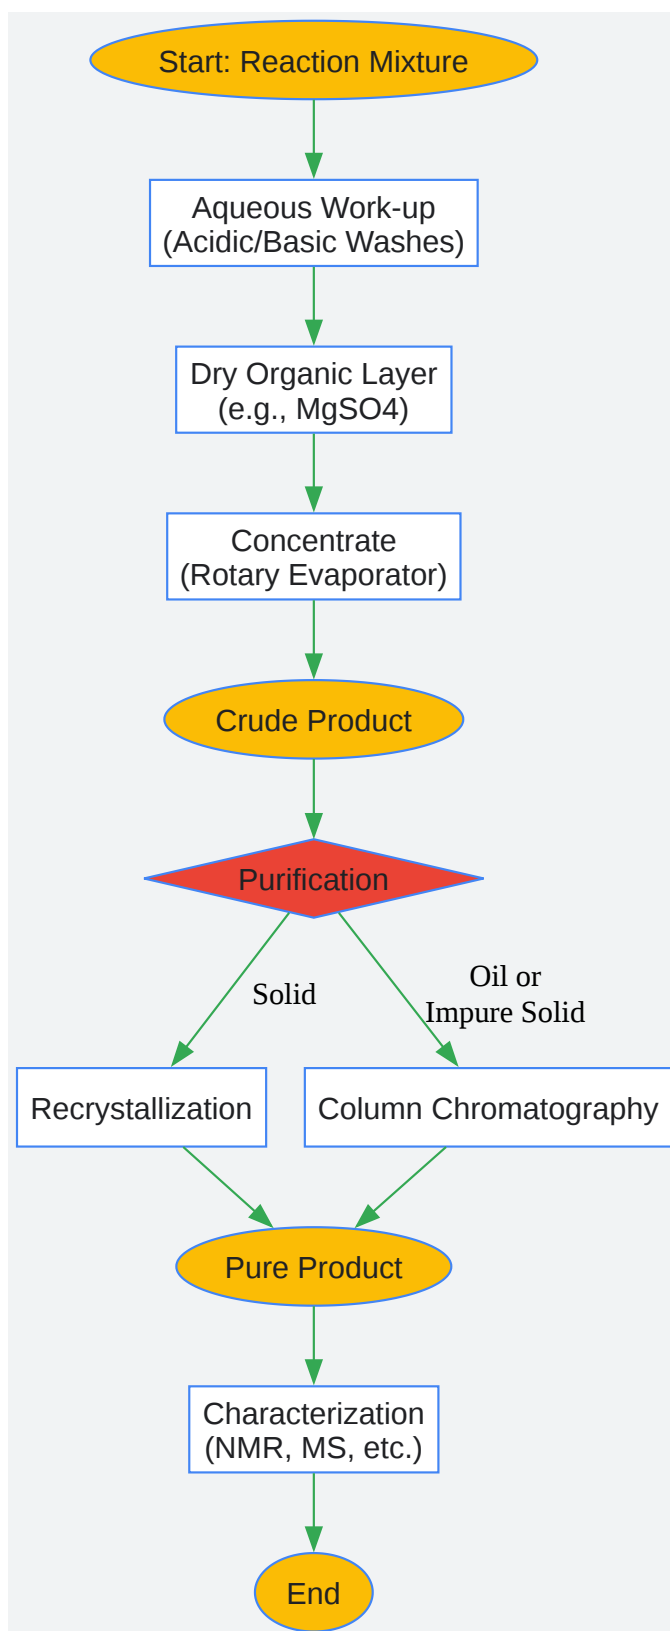 Start: Reaction Mixture
Aqueous Work-up
(Acidic/Basic Washes)
Dry Organic Layer
(e.g., MgSO4)
Concentrate
(Rotary Evaporator)
Crude Product
Purification
Solid
Oil or
Impure Solid
Recrystallization
Column Chromatography
Pure Product
Characterization
(NMR, MS, etc.)
End